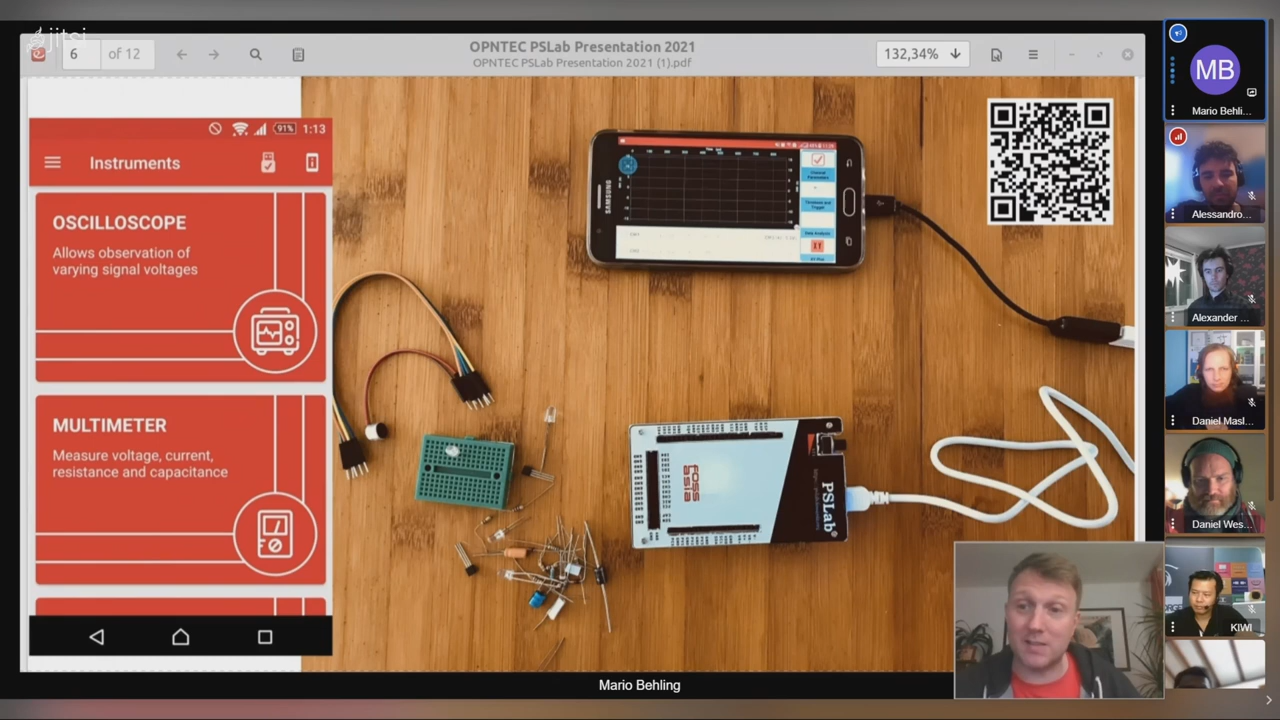 jitsi
6
of 12
OPNTEC PSLab Presentation 2021
OPNTEC PSLab Presentation 2021 (1).pdf
132,34%
91%
1:13
Instruments
OSCILLOSCOPE
Allows observation of
varying signal voltages
MULTIMETER
Measure voltage, current,
resistance and capacitance
SAMSUNG
FOSS
ASIA
PSLab
Mario Behling
MB
Mario Behli...
Alessandro...
Alexander ...
Daniel Masl...
Daniel Wes...
KIWI